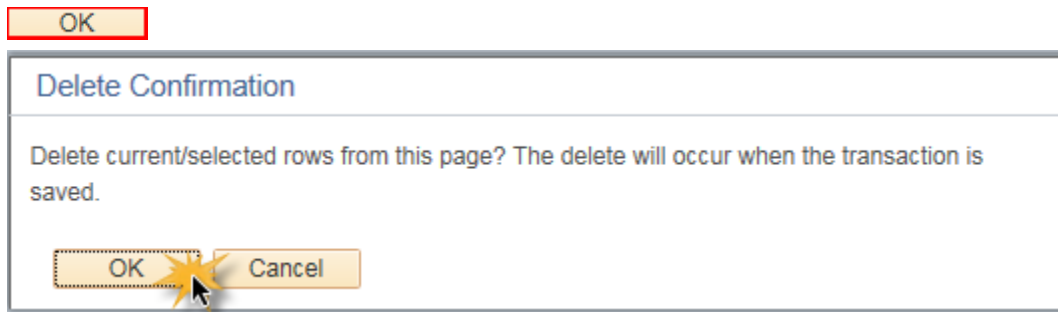 OK
Delete Confirmation
Delete current/selected rows from this page? The delete will occur when the transaction is
saved.
OK Cancel